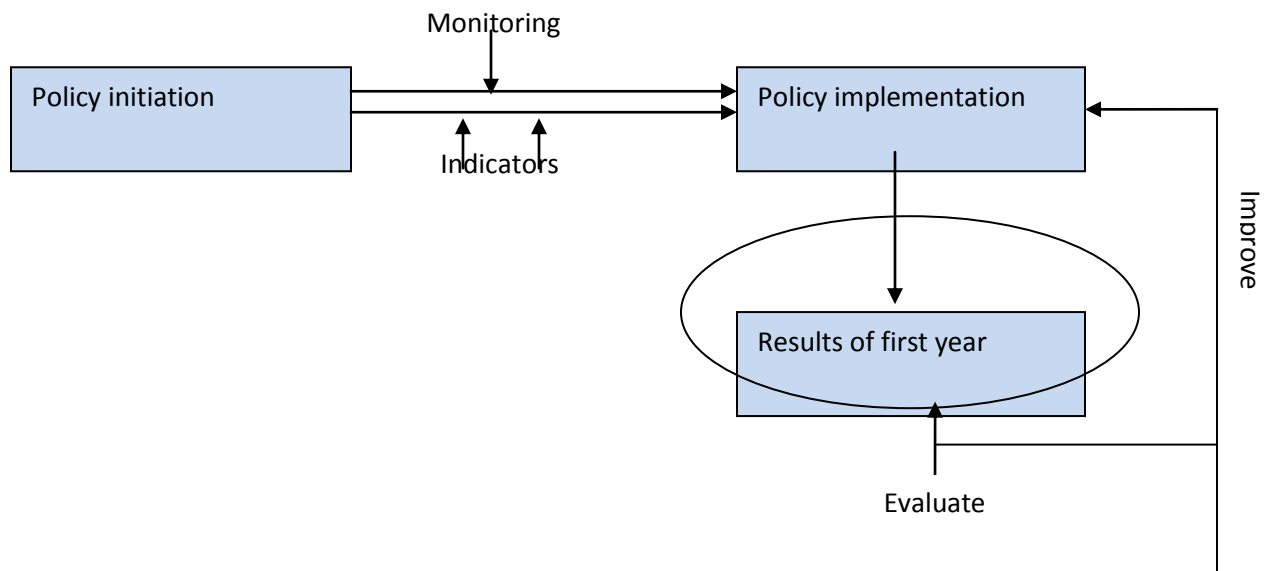 Monitoring
Policy initiation
Policy implementation
Indicators
Improve
Results of first year
Evaluate